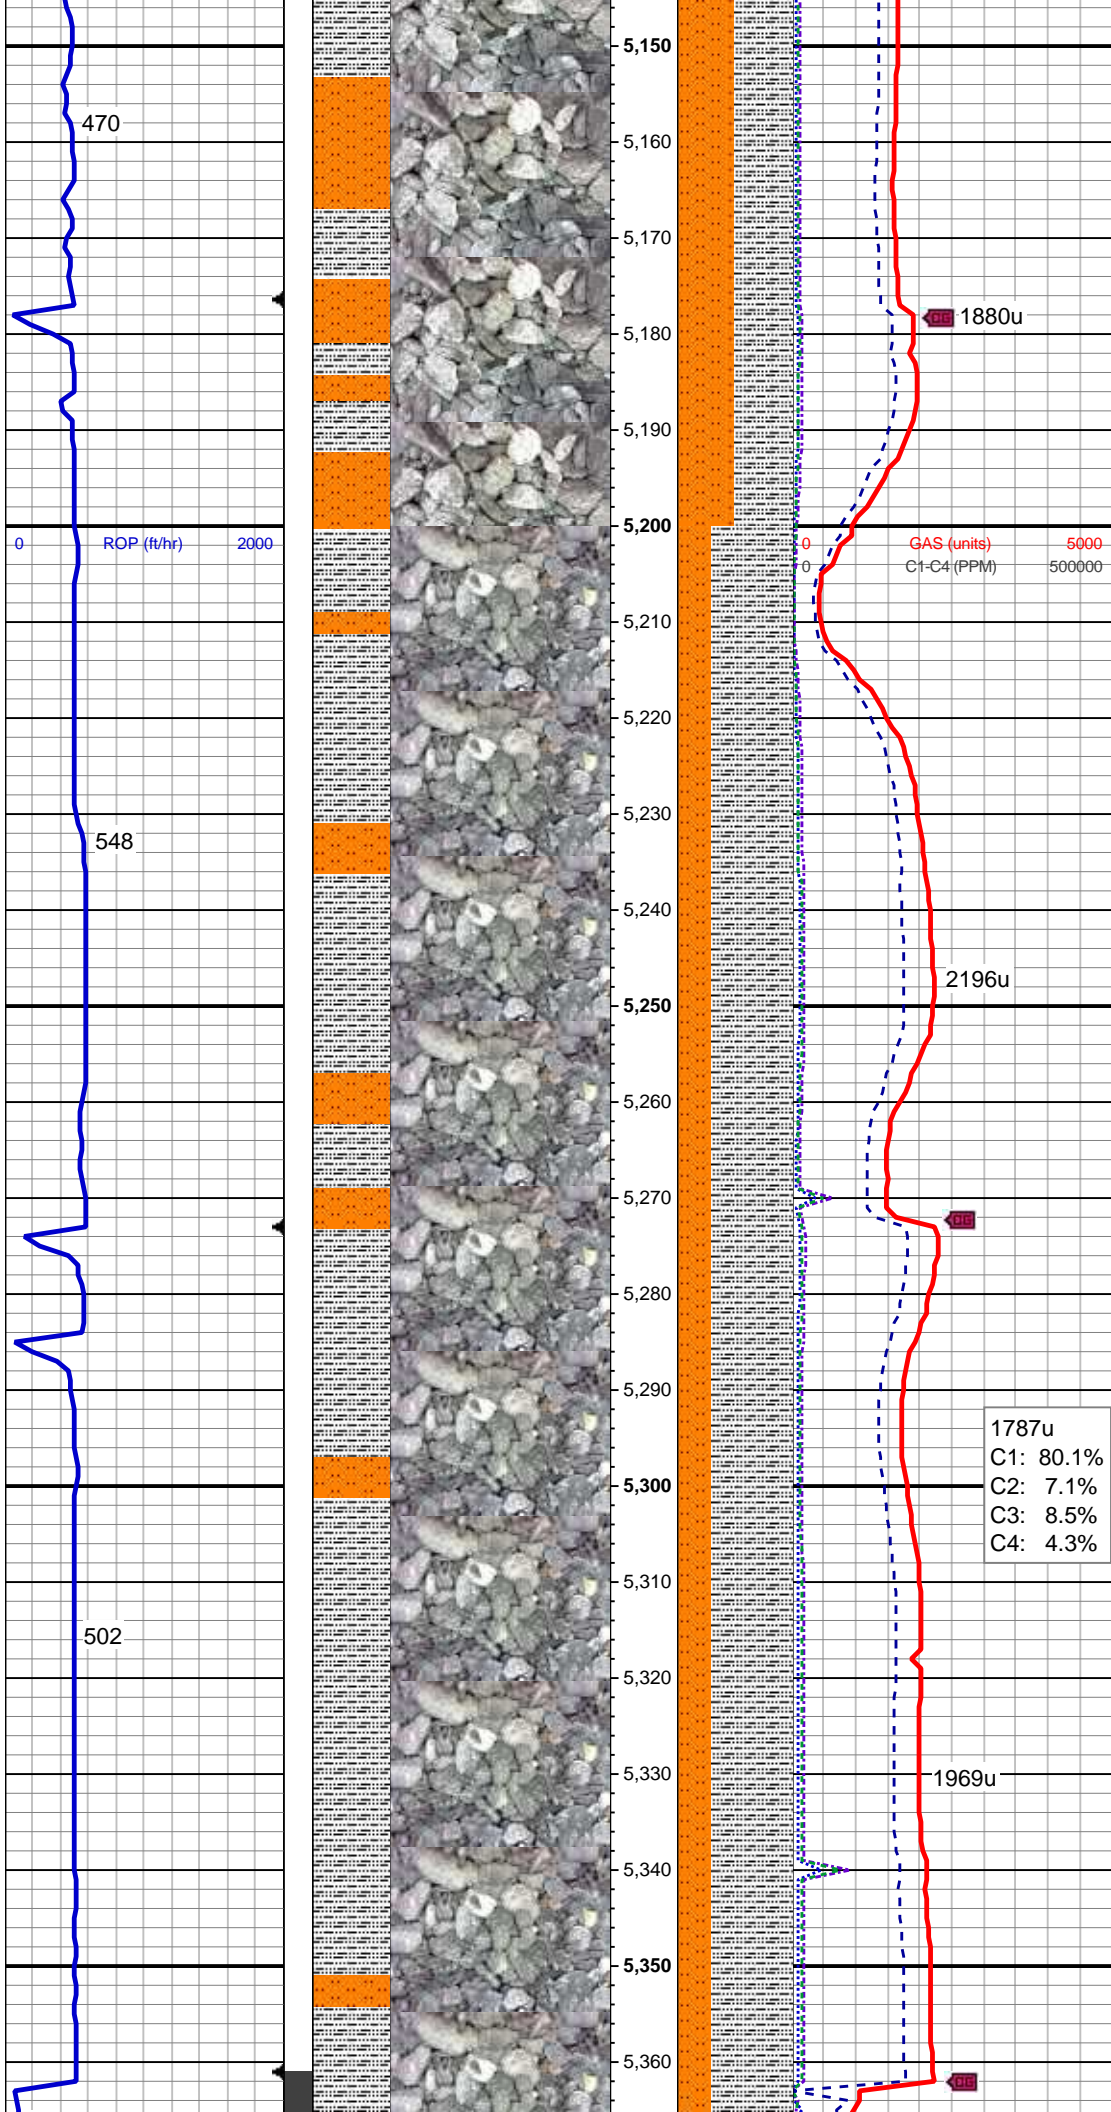 5,150
470
5,160
5,170
CG 1880u
5,180
5,190
5,200
0 ROP (ft/hr) 2000
0 GAS (units) 5000
0 C1-C4 (PPM) 500000
5,210
5,220
5,230
548
5,240
2196u
5,250
5,260
5,270
CG
5,280
5,290
1787u
C1: 80.1%
C2: 7.1%
5,300
C3: 8.5%
C4: 4.3%
5,310
502
5,320
5,330
1969u
5,340
5,350
5,360
CG